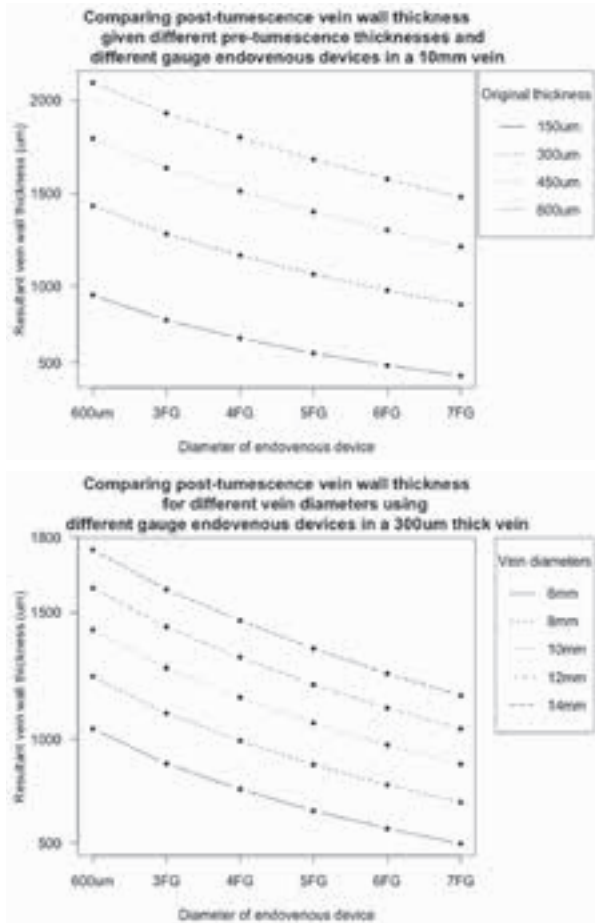 Comparing post-tumescence vein wall thickness
given different pre-tumescence thicknesses and
different gauge endovenous devices in a 10mm vein
Resultant vein wall thickness (um)
2000
1500
1000
500
600um
3FG
4FG
5FG
6FG
7FG
Diameter of endovenous device
Original thickness
150um
300um
450um
600um
Comparing post-tumescence vein wall thickness
for different vein diameters using
different gauge endovenous devices in a 300um thick vein
Resultant vein wall thickness (um)
1800
1500
1000
500
600um
3FG
4FG
5FG
6FG
7FG
Diameter of endovenous device
Vein diameters
6mm
8mm
10mm
12mm
14mm